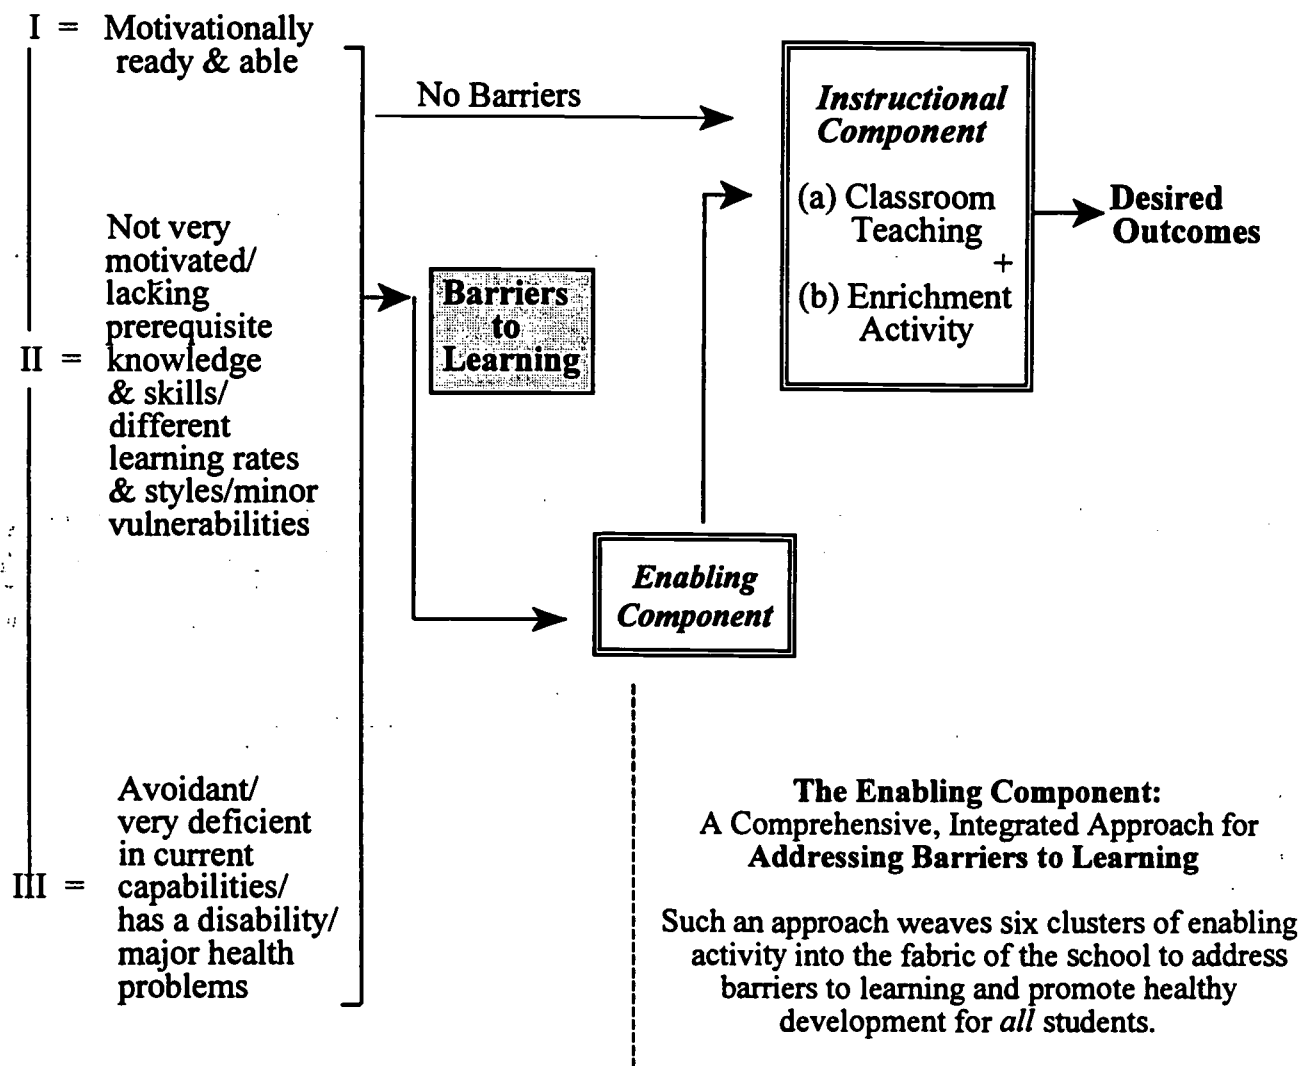 I = Motivationally
ready & able
No Barriers
Instructional
Component
(a) Classroom
Teaching
+
(b) Enrichment
Activity
Desired
Outcomes
Not very
motivated/
lacking
prerequisite
II = knowledge
& skills/
different
learning rates
& styles/minor
vulnerabilities
Barriers
to
Learning
Enabling
Component
Avoidant/
very deficient
in current
III = capabilities/
has a disability/
major health
problems
The Enabling Component:
A Comprehensive, Integrated Approach for
Addressing Barriers to Learning
Such an approach weaves six clusters of enabling
activity into the fabric of the school to address
barriers to learning and promote healthy
development for all students.